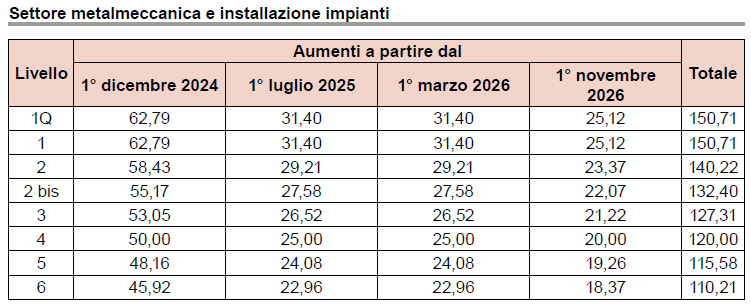 Settore metalmeccanica e installazione impianti
Livello Aumenti a partire dal Totale
1° dicembre 2024 1° luglio 2025 1° marzo 2026 1° novembre 2026
1Q 62,79 31,40 31,40 25,12 150,71
1 62,79 31,40 31,40 25,12 150,71
2 58,43 29,21 29,21 23,37 140,22
2 bis 55,17 27,58 27,58 22,07 132,40
3 53,05 26,52 26,52 21,22 127,31
4 50,00 25,00 25,00 20,00 120,00
5 48,16 24,08 24,08 19,26 115,58
6 45,92 22,96 22,96 18,37 110,21